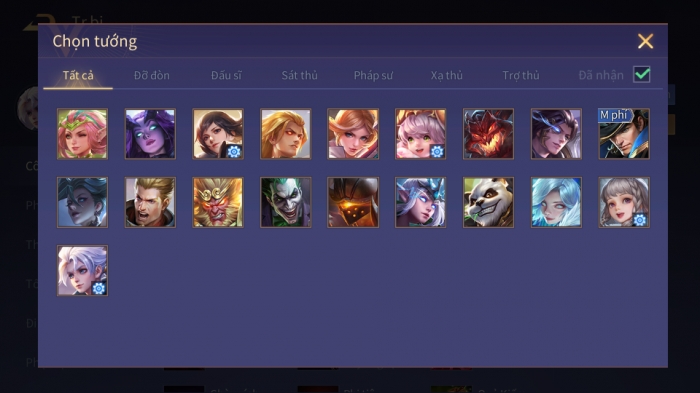 Chọn tướng
Tất cả
Đỡ đòn
Đấu sĩ
Sát thủ
Pháp sư
Xạ thủ
Trợ thủ
Đã nhận
M phí